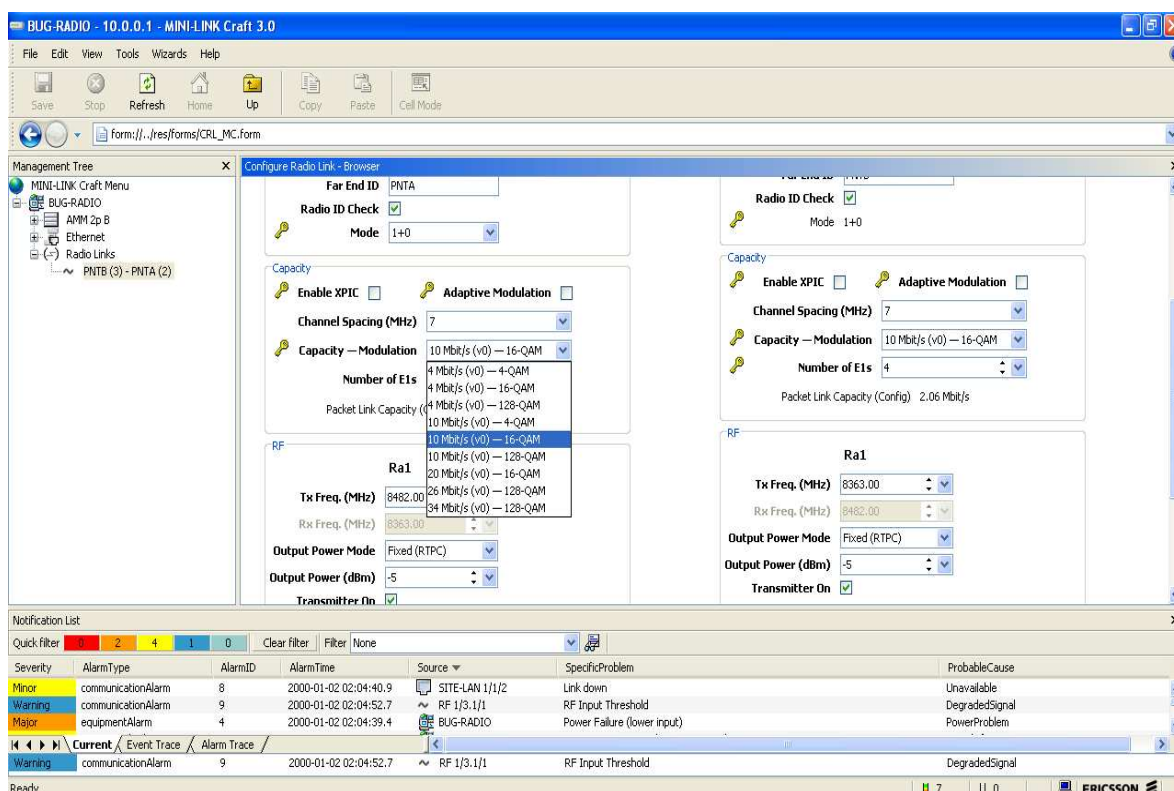 BUG-RADIO - 10.0.0.1 - MINI-LINK Craft 3.0
File Edit View Tools Wizards Help
Save Stop Refresh Home Up Copy Paste Cell Mode
form://../res/forms/CRL_MC.form
Management Tree X
MINI-LINK Craft Menu
BUG-RADIO
AMM 2p B
Ethernet
Radio Links
PNTB (3) - PNTA (2)
Configure Radio Link - Browser
Far End ID PNTA
Radio ID Check
Mode 1+0
Capacity
Enable XPIC Adaptive Modulation
Channel Spacing (MHz) 7
Capacity — Modulation 10 Mbit/s (v0) — 16-QAM
Number of E1s
Packet Link Capacity (
4 Mbit/s (v0) — 4-QAM
4 Mbit/s (v0) — 16-QAM
4 Mbit/s (v0) — 128-QAM
10 Mbit/s (v0) — 4-QAM
10 Mbit/s (v0) — 16-QAM
10 Mbit/s (v0) — 128-QAM
20 Mbit/s (v0) — 16-QAM
26 Mbit/s (v0) — 128-QAM
34 Mbit/s (v0) — 128-QAM
RF
Ra1
Tx Freq. (MHz) 8482.00
Rx Freq. (MHz) 8363.00
Output Power Mode Fixed (RTPC)
Output Power (dBm) -5
Transmitter On
Radio ID Check
Mode 1+0
Capacity
Enable XPIC Adaptive Modulation
Channel Spacing (MHz) 7
Capacity — Modulation 10 Mbit/s (v0) — 16-QAM
Number of E1s 4
Packet Link Capacity (Config) 2.06 Mbit/s
RF
Ra1
Tx Freq. (MHz) 8363.00
Rx Freq. (MHz) 8482.00
Output Power Mode Fixed (RTPC)
Output Power (dBm) -5
Transmitter On
Notification List
Quick filter 0 2 4 1 0 Clear filter Filter None
Severity AlarmType AlarmID AlarmTime Source SpecificProblem ProbableCause
Minor communicationAlarm 8 2000-01-02 02:04:40.9 SITE-LAN 1/1/2 Link down Unavailable
Warning communicationAlarm 9 2000-01-02 02:04:52.7 RF 1/3.1/1 RF Input Threshold DegradedSignal
Major equipmentAlarm 4 2000-01-02 02:04:39.4 BUG-RADIO Power Failure (lower input) PowerProblem
Current Event Trace Alarm Trace
Warning communicationAlarm 9 2000-01-02 02:04:52.7 RF 1/3.1/1 RF Input Threshold DegradedSignal
Ready 7 0 ERICSSON